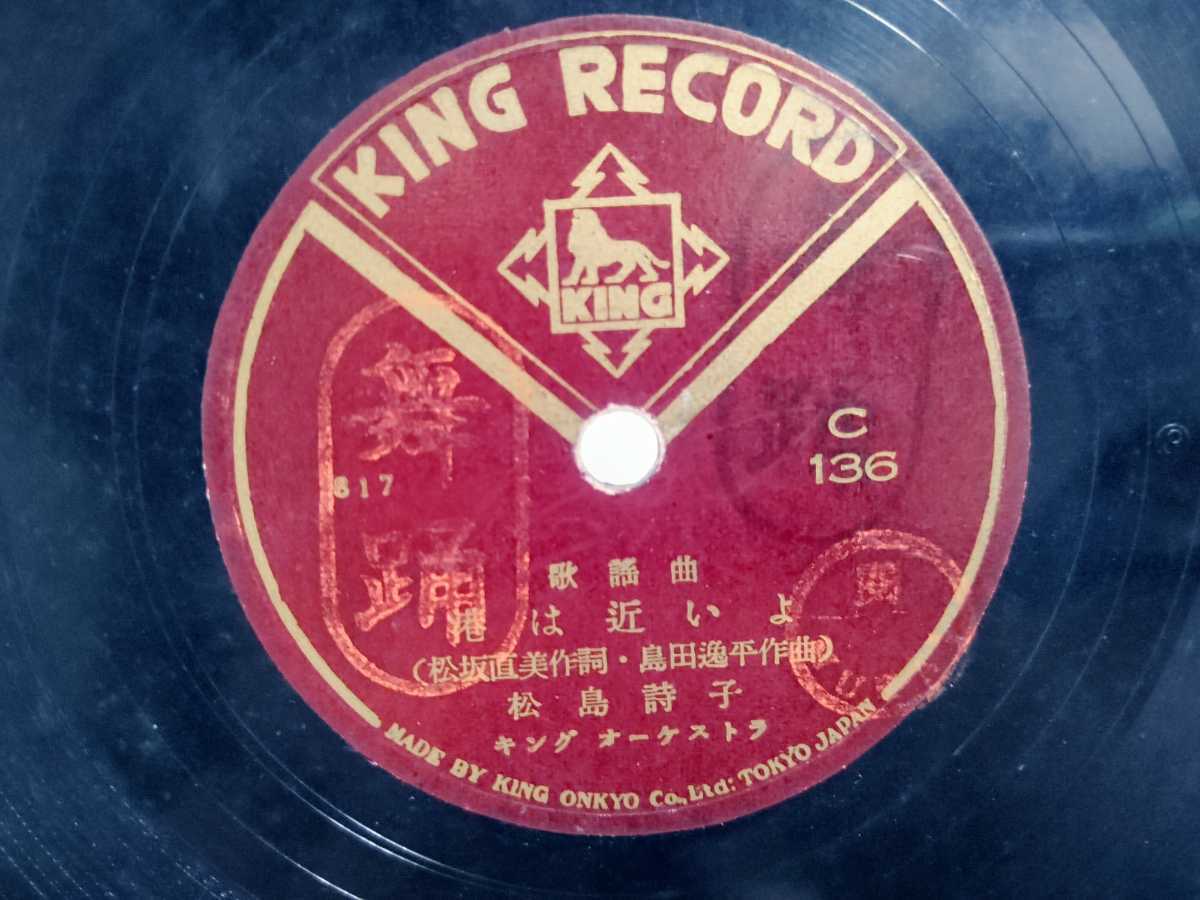 KING RECORD
KING
C
136
舞踊
617
歌謡曲
港は近いよ
(松坂直美作詞・島田逸平作曲)
松島詩子
キング オーケストラ
MADE BY KING ONKYO Co.,Ltd: TOKYO JAPAN